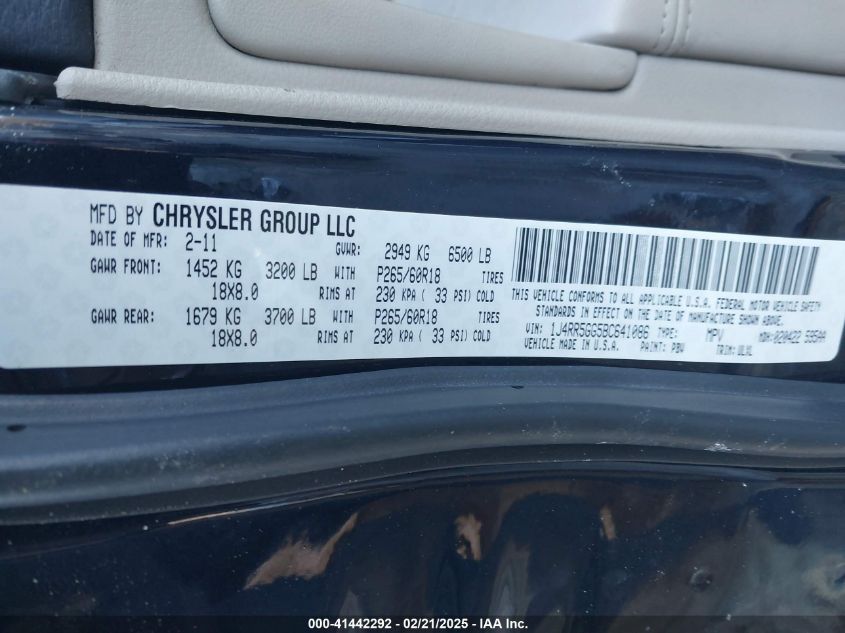 MFD BY CHRYSLER GROUP LLC
DATE OF MFR: 2-11 GVWR: 2949 KG 6500 LB
GAWR FRONT: 1452 KG 3200 LB WITH P265/60R18 TIRES
18X8.0 RIMS AT 230 KPA ( 33 PSI) COLD
GAWR REAR: 1679 KG 3700 LB WITH P265/60R18 TIRES
18X8.0 RIMS AT 230 KPA ( 33 PSI) COLD
THIS VEHICLE CONFORMS TO ALL APPLICABLE U.S.A. FEDERAL MOTOR VEHICLE SAFETY
STANDARDS IN EFFECT ON THE DATE OF MANUFACTURE SHOWN ABOVE.
VIN: 1J4RR5GG5BC641086 TYPE: MPV MDH:020422 595AA
VEHICLE MADE IN U.S.A. PAINT: PBV TRIM:
000-41442292 - 02/21/2025 - IAA Inc.